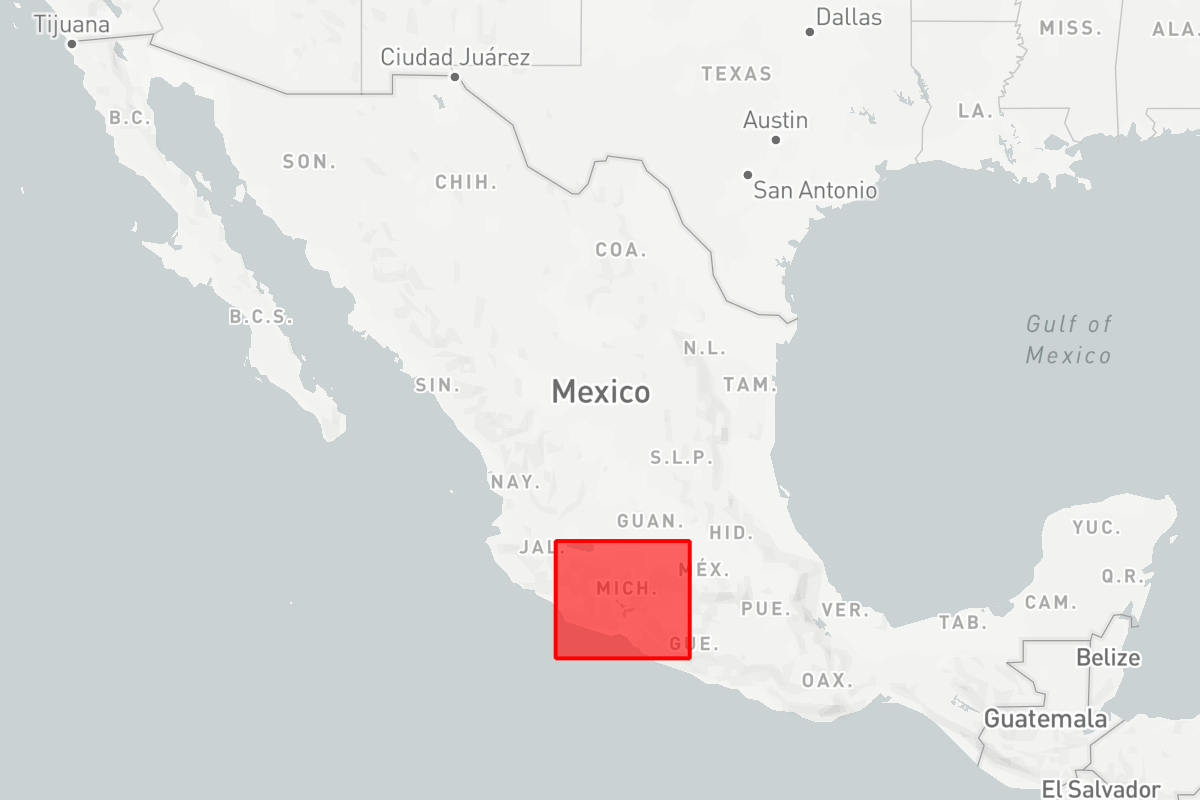 Tijuana
Dallas
MISS.
ALA.
Ciudad Juárez
TEXAS
B.C.
LA.
Austin
SON.
CHIH.
San Antonio
COA.
B.C.S.
Gulf of
Mexico
N.L.
SIN.
Mexico
TAM.
S.L.P.
NAY.
GUAN.
HID.
YUC.
JAL.
MÉX.
Q.R.
MICH.
PUE.
VER.
CAM.
TAB.
GUE.
Belize
OAX.
Guatemala
El Salvador